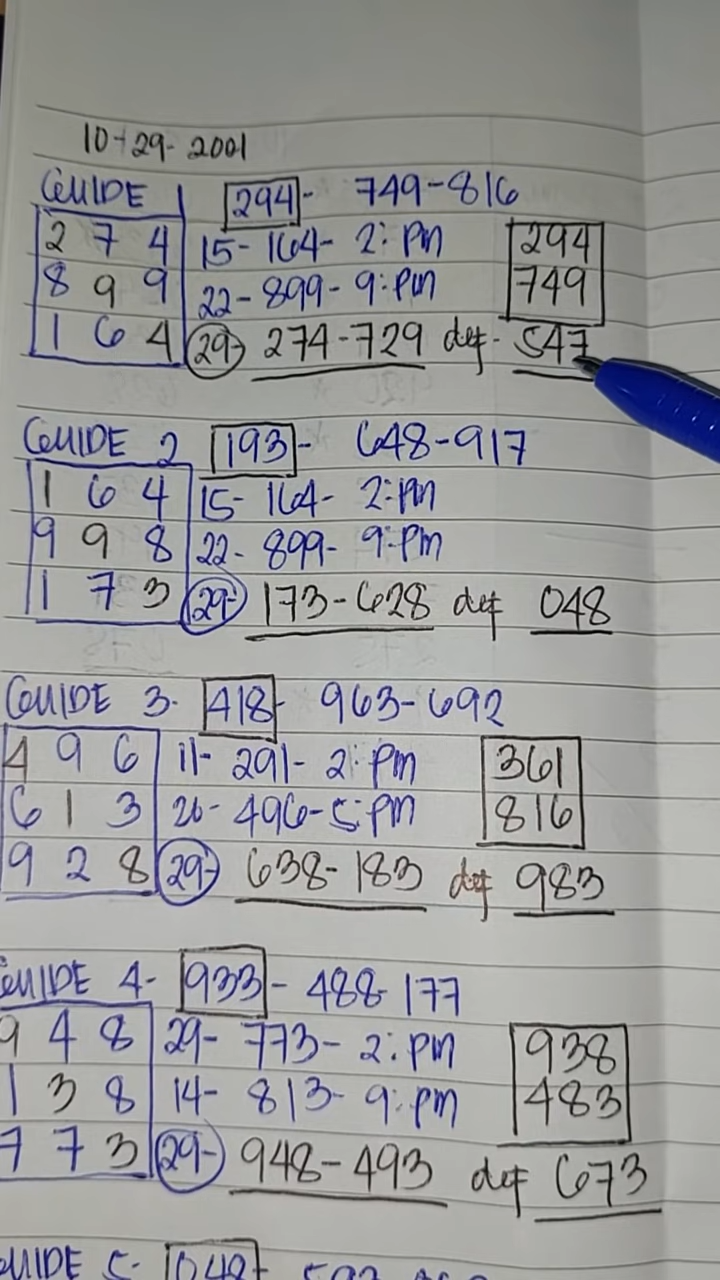 10-29-2001
GUIDE 1 294- 749-816
2 7 4 15-164-2:PM 294
8 9 9 22-899-9:PM 749
1 6 4 29- 274-729 def- 547
GUIDE 2 193- 648-917
1 6 4 15-164-2:PM
9 9 8 22-899-9:PM
1 7 3 29- 173-628 def 048
GUIDE 3- 418- 963-692
4 9 6 11-291-2:PM 361
6 1 3 26-496-5:PM 816
9 2 8 29- 638-183 def 983
GUIDE 4- 933- 488-177
9 4 8 29-773-2:PM 938
1 3 8 14-813-9:PM 483
7 7 3 29- 948-493 def 673
GUIDE 5-